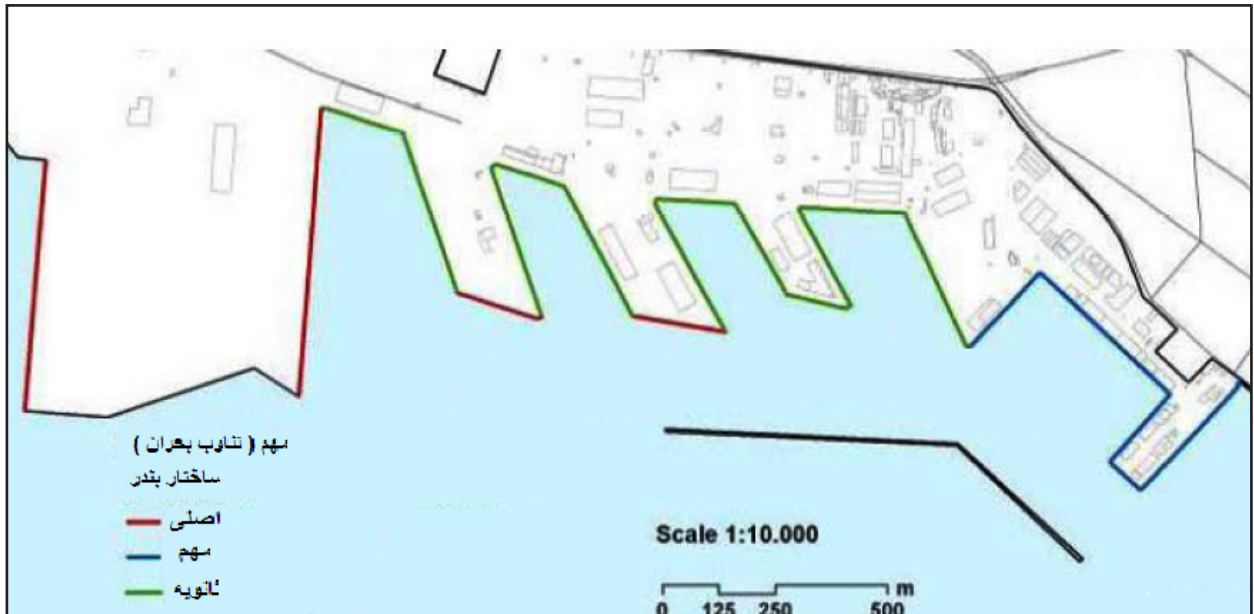 مهم ( تناوب بحران )
ساختار بندر
اصلی
مهم
ثانویه
Scale 1:10.000
m
0 125 250 500